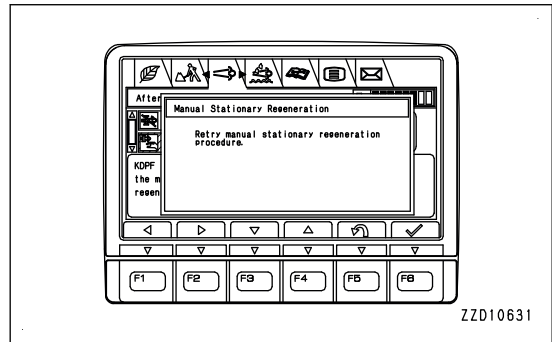 After
Manual Stationary Regeneration
Retry manual stationary regeneration
procedure.
KDPF
the m
regen
F1 F2 F3 F4 F5 F6
ZZD10631